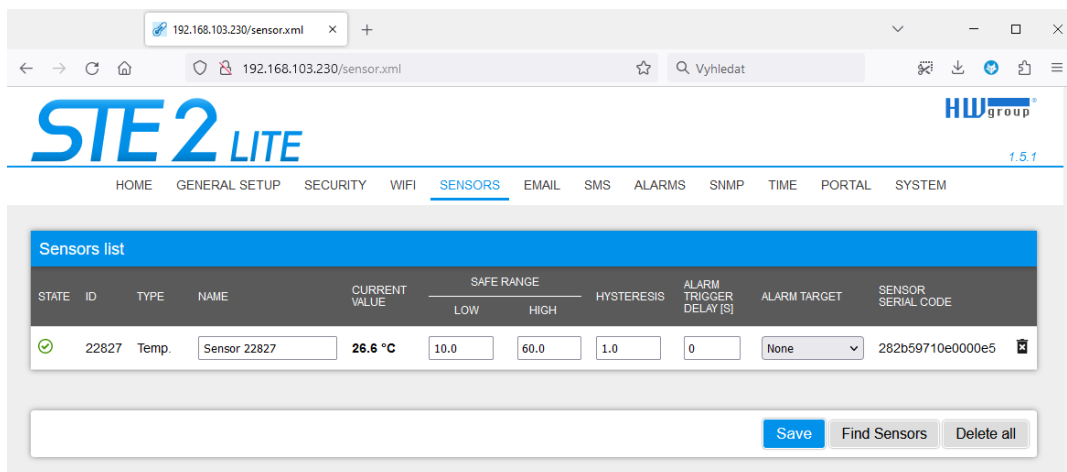 192.168.103.230/sensor.xml
192.168.103.230/sensor.xml
Vyhledat
STE 2 LITE
HW group
1.5.1
HOME GENERAL SETUP SECURITY WIFI SENSORS EMAIL SMS ALARMS SNMP TIME PORTAL SYSTEM
Sensors list
STATE ID TYPE NAME CURRENT VALUE SAFE RANGE LOW HIGH HYSTERESIS ALARM TRIGGER DELAY [S] ALARM TARGET SENSOR SERIAL CODE
22827 Temp. Sensor 22827 26.6 °C 10.0 60.0 1.0 0 None 282b59710e0000e5
Save Find Sensors Delete all